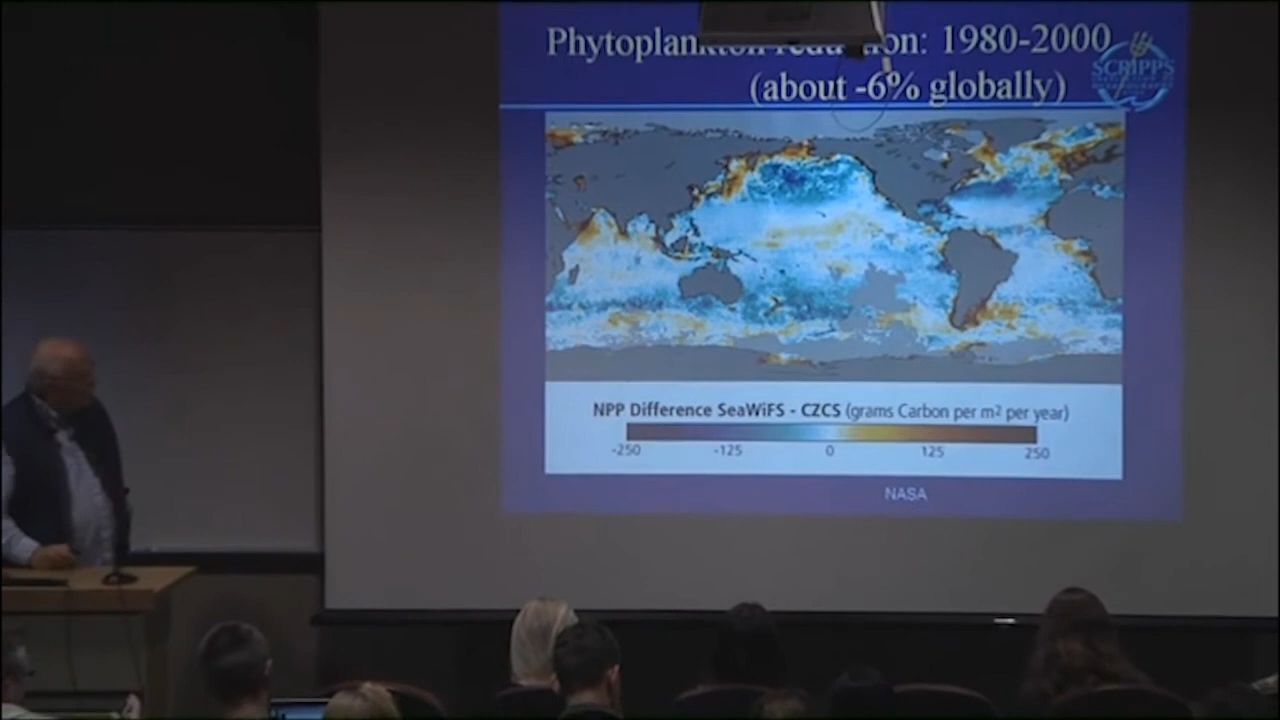 Phytoplankton reduction: 1980-2000
(about -6% globally)
SCRIPPS
NPP Difference SeaWiFS - CZCS (grams Carbon per m² per year)
-250 -125 0 125 250
NASA